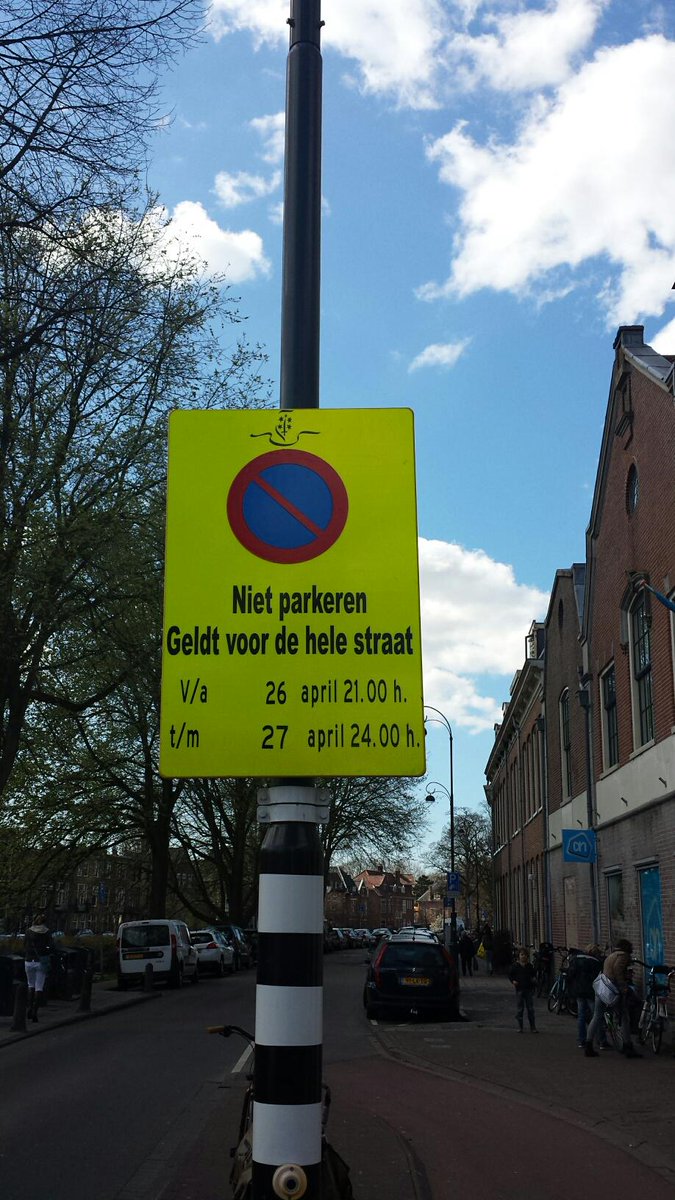 Niet parkeren
Geldt voor de hele straat
V/a 26 april 21.00 h.
t/m 27 april 24.00 h.
P